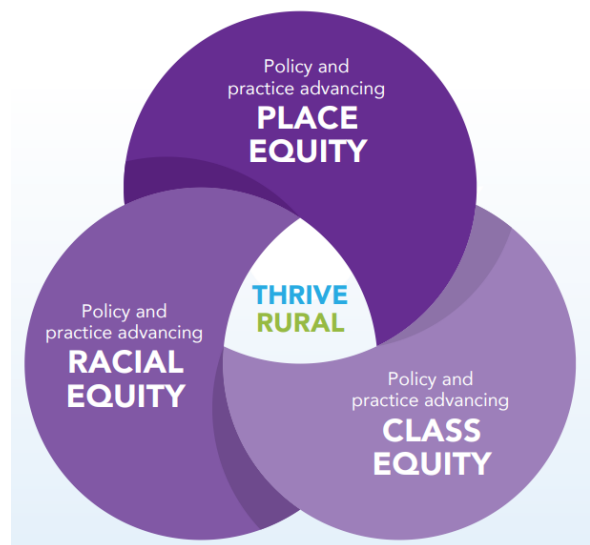 Policy and
practice advancing
PLACE
EQUITY
THRIVE
RURAL
Policy and
practice advancing
RACIAL
EQUITY
Policy and
practice advancing
CLASS
EQUITY